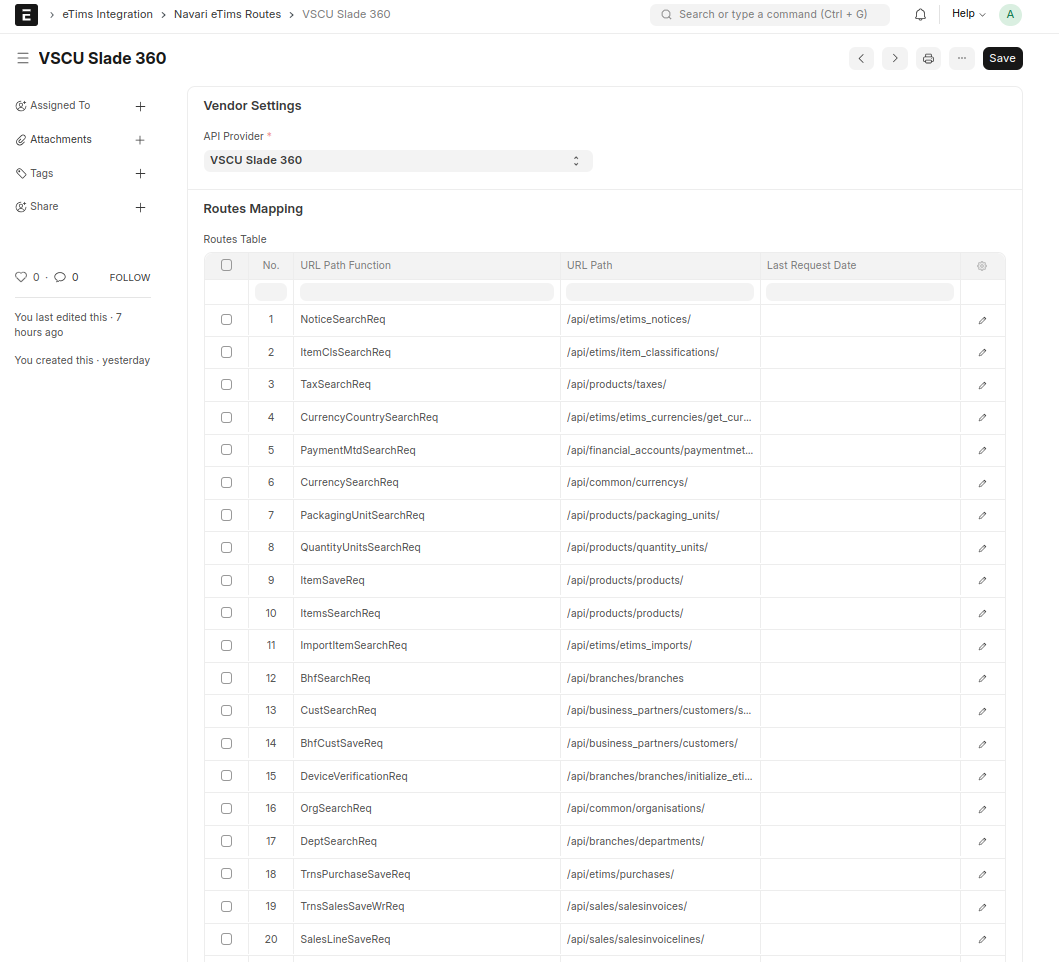 E eTims Integration Navari eTims Routes VSCU Slade 360 Search or type a command (Ctrl + G) Help A
VSCU Slade 360 Save
Assigned To
Attachments
Tags
Share
0 · 0 FOLLOW
You last edited this · 7
hours ago
You created this · yesterday
Vendor Settings
API Provider *
VSCU Slade 360
Routes Mapping
Routes Table
No. URL Path Function URL Path Last Request Date
1 NoticeSearchReq /api/etims/etims_notices/
2 ItemClsSearchReq /api/etims/item_classifications/
3 TaxSearchReq /api/products/taxes/
4 CurrencyCountrySearchReq /api/etims/etims_currencies/get_cur...
5 PaymentMtdSearchReq /api/financial_accounts/paymentmet...
6 CurrencySearchReq /api/common/currencys/
7 PackagingUnitSearchReq /api/products/packaging_units/
8 QuantityUnitsSearchReq /api/products/quantity_units/
9 ItemSaveReq /api/products/products/
10 ItemsSearchReq /api/products/products/
11 ImportItemSearchReq /api/etims/etims_imports/
12 BhfSearchReq /api/branches/branches
13 CustSearchReq /api/business_partners/customers/s...
14 BhfCustSaveReq /api/business_partners/customers/
15 DeviceVerificationReq /api/branches/branches/initialize_eti...
16 OrgSearchReq /api/common/organisations/
17 DeptSearchReq /api/branches/departments/
18 TrnsPurchaseSaveReq /api/etims/purchases/
19 TrnsSalesSaveWrReq /api/sales/salesinvoices/
20 SalesLineSaveReq /api/sales/salesinvoicelines/